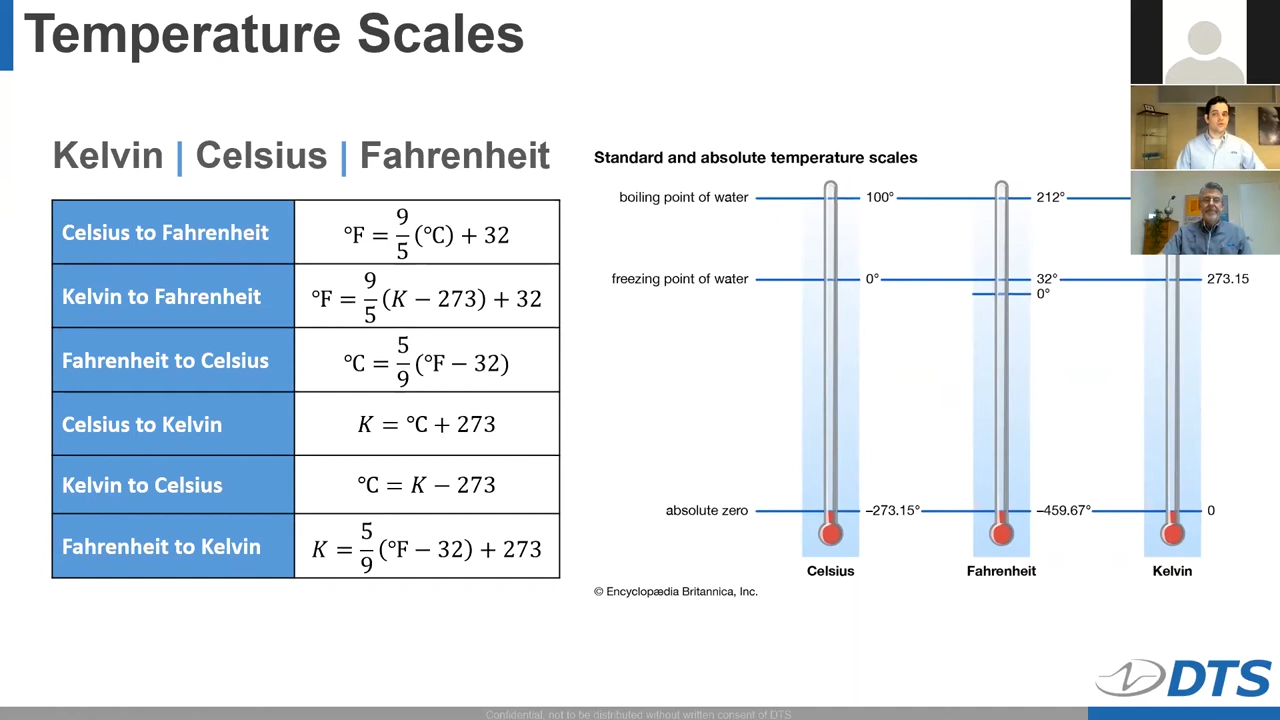 Temperature Scales
Kelvin | Celsius | Fahrenheit
Celsius to Fahrenheit °F = 9/5 (°C) + 32
Kelvin to Fahrenheit °F = 9/5 (K − 273) + 32
Fahrenheit to Celsius °C = 5/9 (°F − 32)
Celsius to Kelvin K = °C + 273
Kelvin to Celsius °C = K − 273
Fahrenheit to Kelvin K = 5/9 (°F − 32) + 273
Standard and absolute temperature scales
boiling point of water 100° 212°
freezing point of water 0° 32° 273.15
0°
absolute zero –273.15° –459.67° 0
Celsius Fahrenheit Kelvin
© Encyclopædia Britannica, Inc.
DTS
Confidential, not to be distributed without written consent of DTS